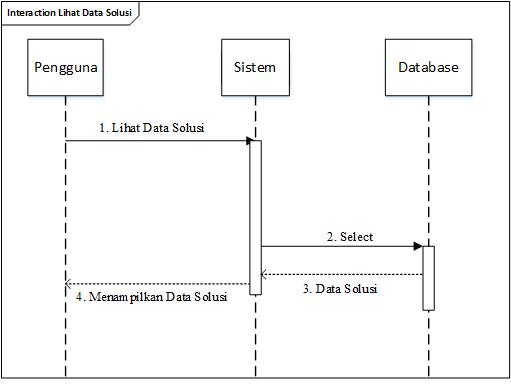 Interaction Lihat Data Solusi
Pengguna
Sistem
Database
1. Lihat Data Solusi
2. Select
3. Data Solusi
4. Menampilkan Data Solusi